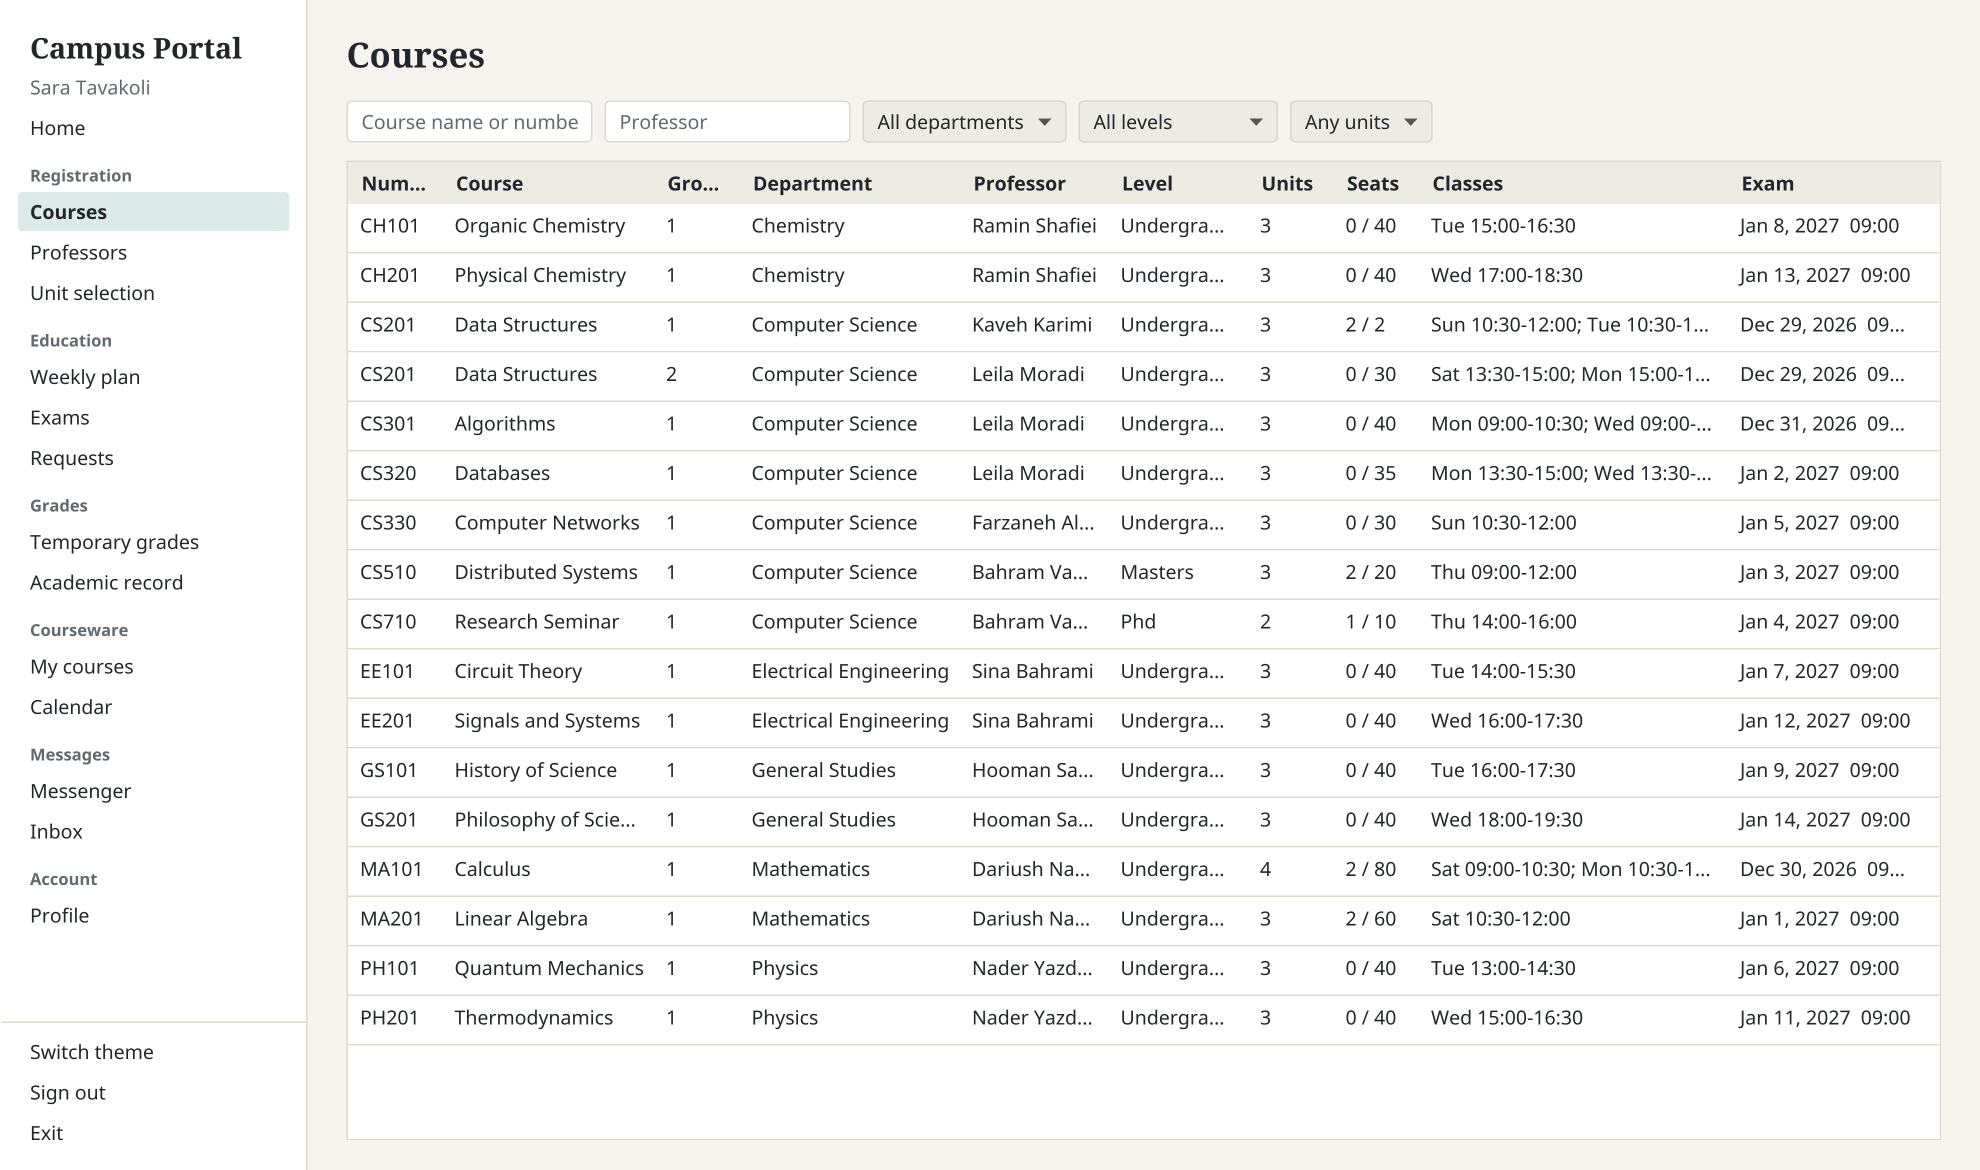 Campus Portal
Sara Tavakoli
Home
Registration
Courses
Professors
Unit selection
Education
Weekly plan
Exams
Requests
Grades
Temporary grades
Academic record
Courseware
My courses
Calendar
Messages
Messenger
Inbox
Account
Profile
Switch theme
Sign out
Exit
Courses
Course name or numbe Professor All departments All levels Any units
Num... Course Gro... Department Professor Level Units Seats Classes Exam
CH101 Organic Chemistry 1 Chemistry Ramin Shafiei Undergra... 3 0 / 40 Tue 15:00-16:30 Jan 8, 2027 09:00
CH201 Physical Chemistry 1 Chemistry Ramin Shafiei Undergra... 3 0 / 40 Wed 17:00-18:30 Jan 13, 2027 09:00
CS201 Data Structures 1 Computer Science Kaveh Karimi Undergra... 3 2 / 2 Sun 10:30-12:00; Tue 10:30-1... Dec 29, 2026 09...
CS201 Data Structures 2 Computer Science Leila Moradi Undergra... 3 0 / 30 Sat 13:30-15:00; Mon 15:00-1... Dec 29, 2026 09...
CS301 Algorithms 1 Computer Science Leila Moradi Undergra... 3 0 / 40 Mon 09:00-10:30; Wed 09:00-... Dec 31, 2026 09...
CS320 Databases 1 Computer Science Leila Moradi Undergra... 3 0 / 35 Mon 13:30-15:00; Wed 13:30-... Jan 2, 2027 09:00
CS330 Computer Networks 1 Computer Science Farzaneh Al... Undergra... 3 0 / 30 Sun 10:30-12:00 Jan 5, 2027 09:00
CS510 Distributed Systems 1 Computer Science Bahram Va... Masters 3 2 / 20 Thu 09:00-12:00 Jan 3, 2027 09:00
CS710 Research Seminar 1 Computer Science Bahram Va... Phd 2 1 / 10 Thu 14:00-16:00 Jan 4, 2027 09:00
EE101 Circuit Theory 1 Electrical Engineering Sina Bahrami Undergra... 3 0 / 40 Tue 14:00-15:30 Jan 7, 2027 09:00
EE201 Signals and Systems 1 Electrical Engineering Sina Bahrami Undergra... 3 0 / 40 Wed 16:00-17:30 Jan 12, 2027 09:00
GS101 History of Science 1 General Studies Hooman Sa... Undergra... 3 0 / 40 Tue 16:00-17:30 Jan 9, 2027 09:00
GS201 Philosophy of Scie... 1 General Studies Hooman Sa... Undergra... 3 0 / 40 Wed 18:00-19:30 Jan 14, 2027 09:00
MA101 Calculus 1 Mathematics Dariush Na... Undergra... 4 2 / 80 Sat 09:00-10:30; Mon 10:30-1... Dec 30, 2026 09...
MA201 Linear Algebra 1 Mathematics Dariush Na... Undergra... 3 2 / 60 Sat 10:30-12:00 Jan 1, 2027 09:00
PH101 Quantum Mechanics 1 Physics Nader Yazd... Undergra... 3 0 / 40 Tue 13:00-14:30 Jan 6, 2027 09:00
PH201 Thermodynamics 1 Physics Nader Yazd... Undergra... 3 0 / 40 Wed 15:00-16:30 Jan 11, 2027 09:00